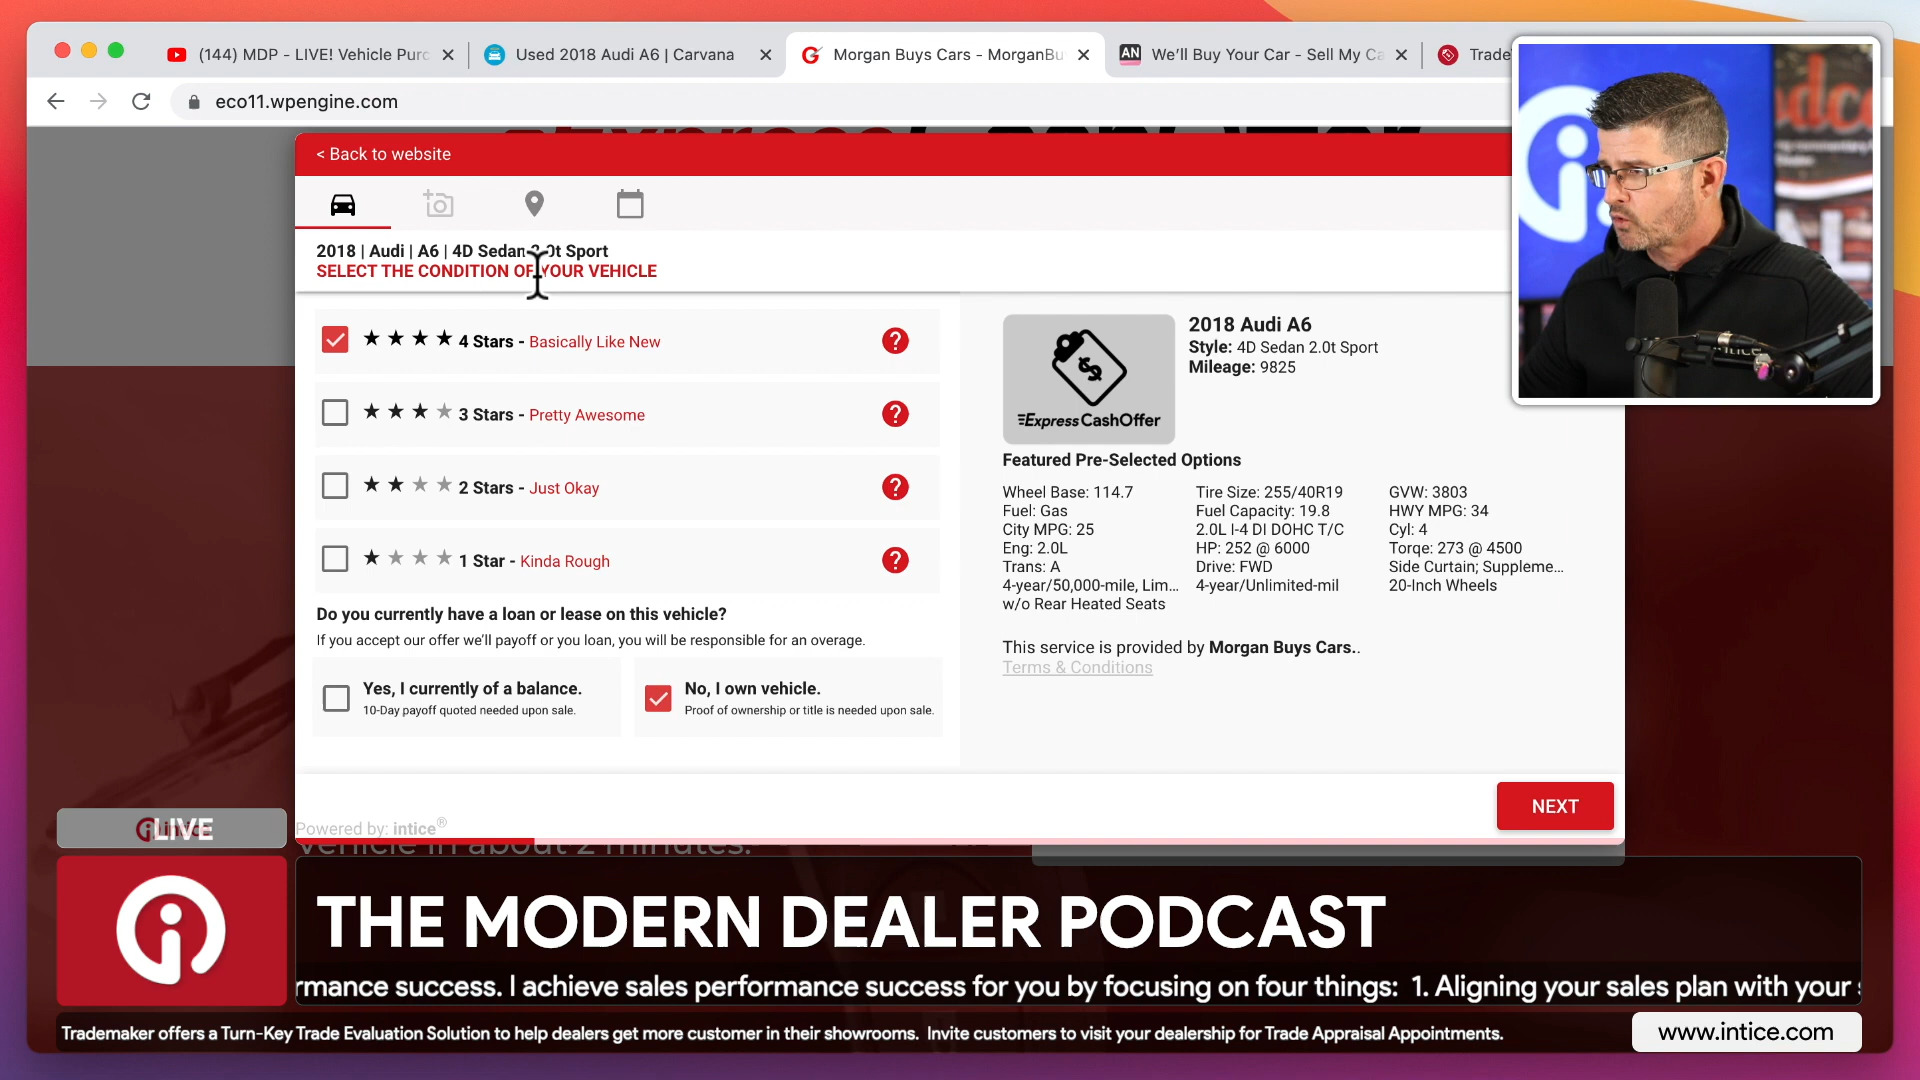 (144) MDP - LIVE! Vehicle Purc
Used 2018 Audi A6 | Carvana
Morgan Buys Cars - MorganBu
AN
We'll Buy Your Car - Sell My Ca
Trade
eco11.wpengine.com
< Back to website
2018 | Audi | A6 | 4D Sedan 2.0t Sport
SELECT THE CONDITION OF YOUR VEHICLE
4 Stars - Basically Like New
?
3 Stars - Pretty Awesome
?
2 Stars - Just Okay
?
1 Star - Kinda Rough
?
Do you currently have a loan or lease on this vehicle?
If you accept our offer we'll payoff or you loan, you will be responsible for an overage.
Yes, I currently of a balance.
10-Day payoff quoted needed upon sale.
No, I own vehicle.
Proof of ownership or title is needed upon sale.
Express CashOffer
2018 Audi A6
Style: 4D Sedan 2.0t Sport
Mileage: 9825
Featured Pre-Selected Options
Wheel Base: 114.7 Tire Size: 255/40R19 GVW: 3803
Fuel: Gas Fuel Capacity: 19.8 HWY MPG: 34
City MPG: 25 2.0L I-4 DI DOHC T/C Cyl: 4
Eng: 2.0L HP: 252 @ 6000 Torqe: 273 @ 4500
Trans: A Drive: FWD Side Curtain; Suppleme...
4-year/50,000-mile, Lim... 4-year/Unlimited-mil 20-Inch Wheels
w/o Rear Heated Seats
This service is provided by Morgan Buys Cars..
Terms & Conditions
NEXT
Powered by: intice®
vehicle in about 2 minutes.
LIVE
THE MODERN DEALER PODCAST
rmance success. I achieve sales performance success for you by focusing on four things: 1. Aligning your sales plan with your
Trademaker offers a Turn-Key Trade Evaluation Solution to help dealers get more customer in their showrooms. Invite customers to visit your dealership for Trade Appraisal Appointments.
www.intice.com